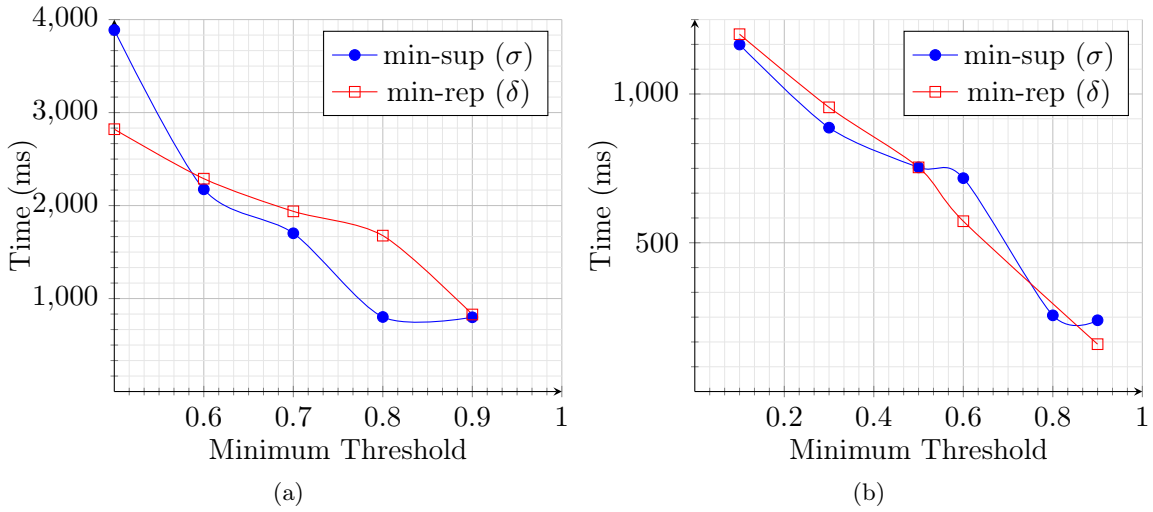 4,000
3,000
2,000
1,000
Time (ms)
0.6 0.7 0.8 0.9 1
Minimum Threshold
min-sup (σ)
min-rep (δ)
(a)
1,000
500
Time (ms)
0.2 0.4 0.6 0.8 1
Minimum Threshold
min-sup (σ)
min-rep (δ)
(b)